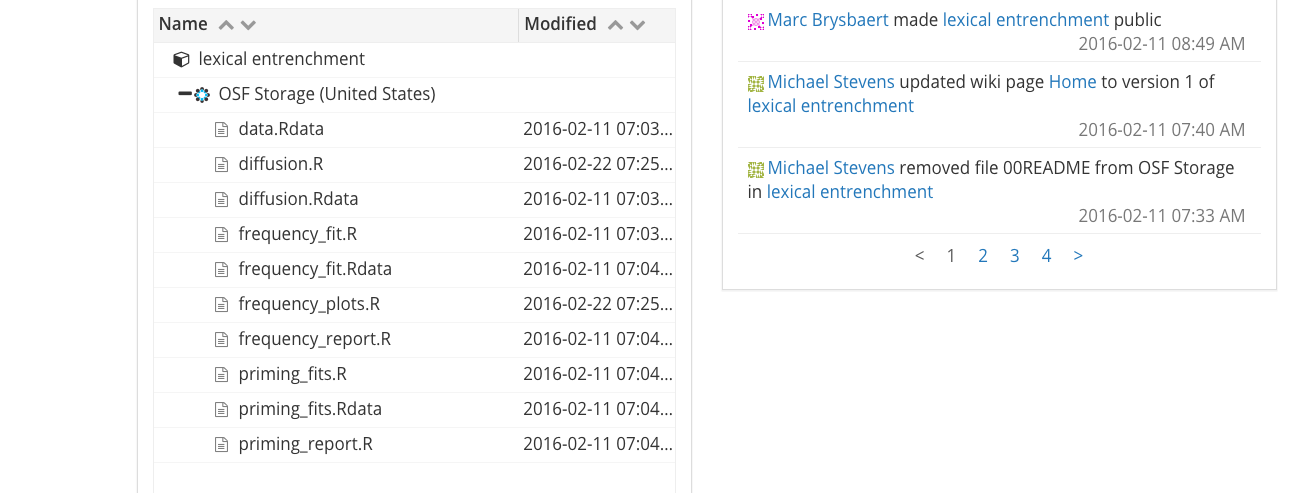 Name Modified
lexical entrenchment
OSF Storage (United States)
data.Rdata 2016-02-11 07:03...
diffusion.R 2016-02-22 07:25...
diffusion.Rdata 2016-02-11 07:03...
frequency_fit.R 2016-02-11 07:03...
frequency_fit.Rdata 2016-02-11 07:04...
frequency_plots.R 2016-02-22 07:25...
frequency_report.R 2016-02-11 07:04...
priming_fits.R 2016-02-11 07:04...
priming_fits.Rdata 2016-02-11 07:04...
priming_report.R 2016-02-11 07:04...
Marc Brysbaert made lexical entrenchment public
2016-02-11 08:49 AM
Michael Stevens updated wiki page Home to version 1 of
lexical entrenchment
2016-02-11 07:40 AM
Michael Stevens removed file 00README from OSF Storage
in lexical entrenchment
2016-02-11 07:33 AM
< 1 2 3 4 >